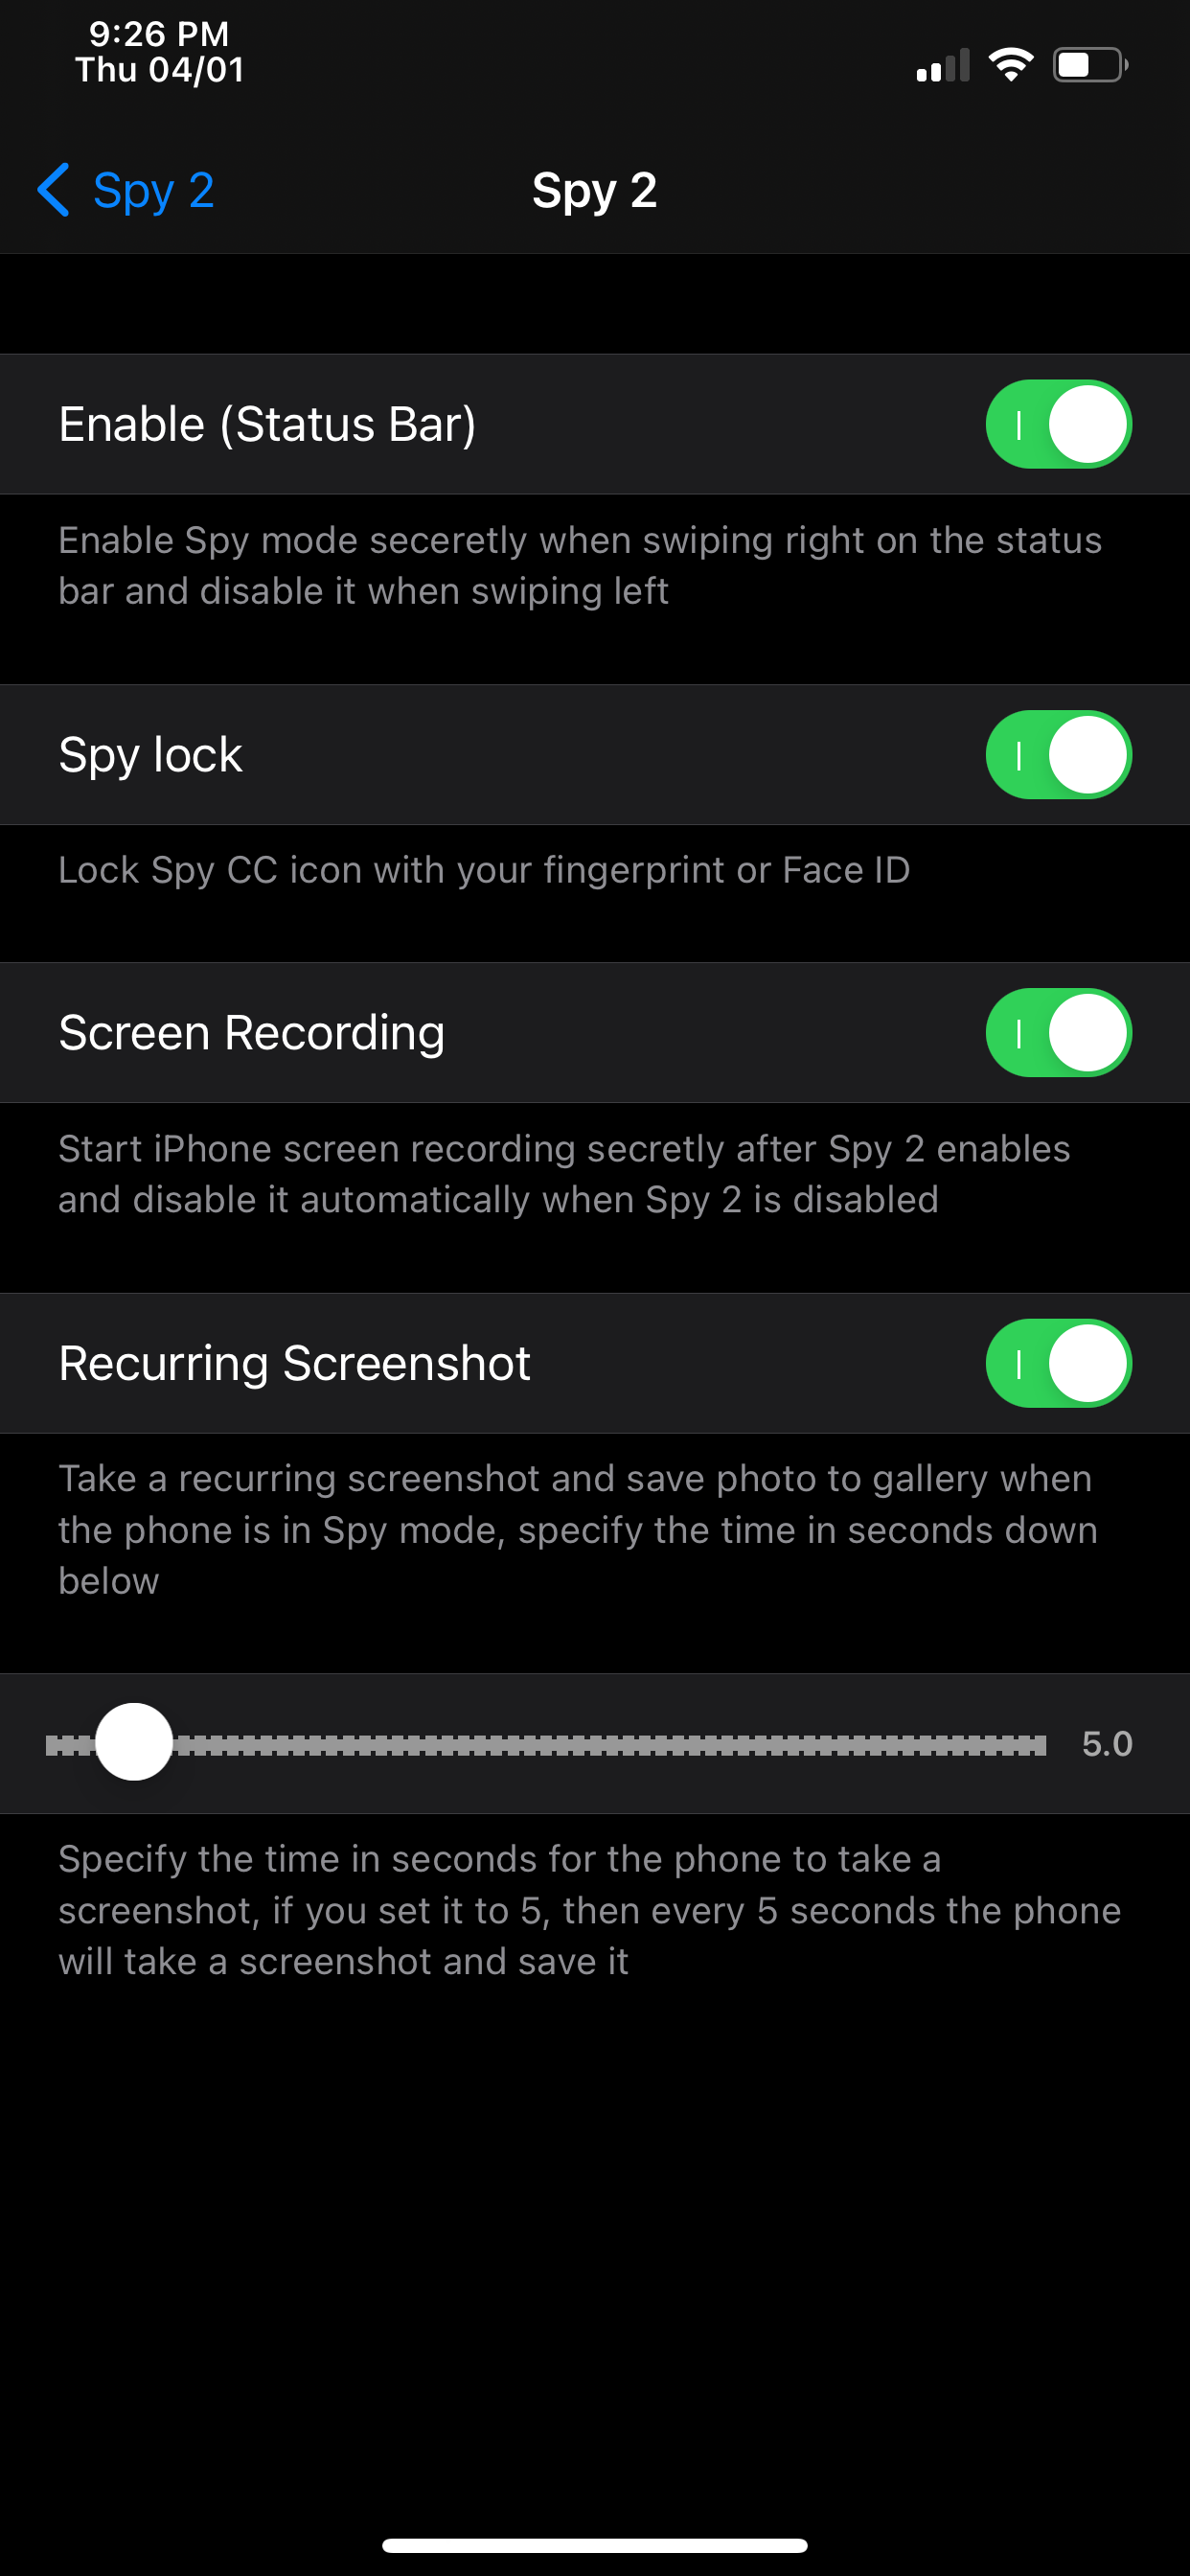 9:26 PM
Thu 04/01
Spy 2
Spy 2
Enable (Status Bar)
Enable Spy mode seceretly when swiping right on the status
bar and disable it when swiping left
Spy lock
Lock Spy CC icon with your fingerprint or Face ID
Screen Recording
Start iPhone screen recording secretly after Spy 2 enables
and disable it automatically when Spy 2 is disabled
Recurring Screenshot
Take a recurring screenshot and save photo to gallery when
the phone is in Spy mode, specify the time in seconds down
below
5.0
Specify the time in seconds for the phone to take a
screenshot, if you set it to 5, then every 5 seconds the phone
will take a screenshot and save it